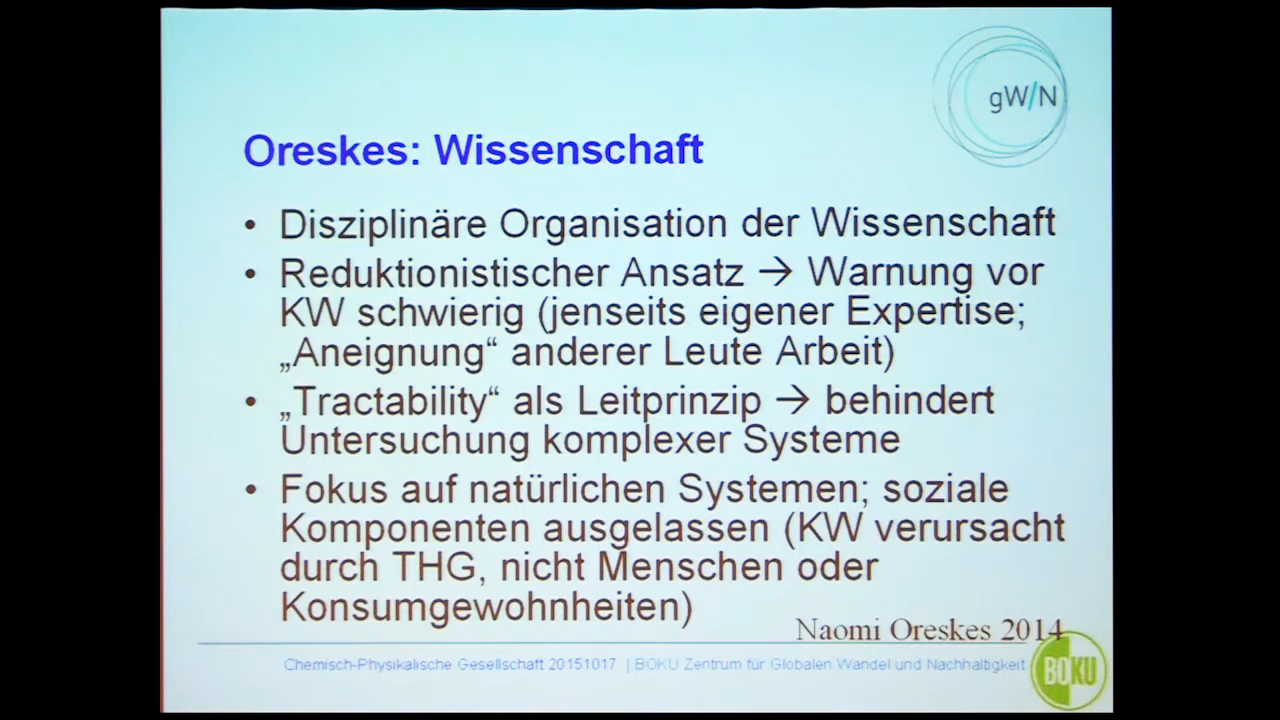 gW/N
Oreskes: Wissenschaft
• Disziplinäre Organisation der Wissenschaft
• Reduktionistischer Ansatz → Warnung vor
KW schwierig (jenseits eigener Expertise;
„Aneignung“ anderer Leute Arbeit)
• „Tractability“ als Leitprinzip → behindert
Untersuchung komplexer Systeme
• Fokus auf natürlichen Systemen; soziale
Komponenten ausgelassen (KW verursacht
durch THG, nicht Menschen oder
Konsumgewohnheiten)
Naomi Oreskes 2014
Chemisch-Physikalische Gesellschaft 20151017 | BOKU Zentrum für Globalen Wandel und Nachhaltigkeit
BOKU